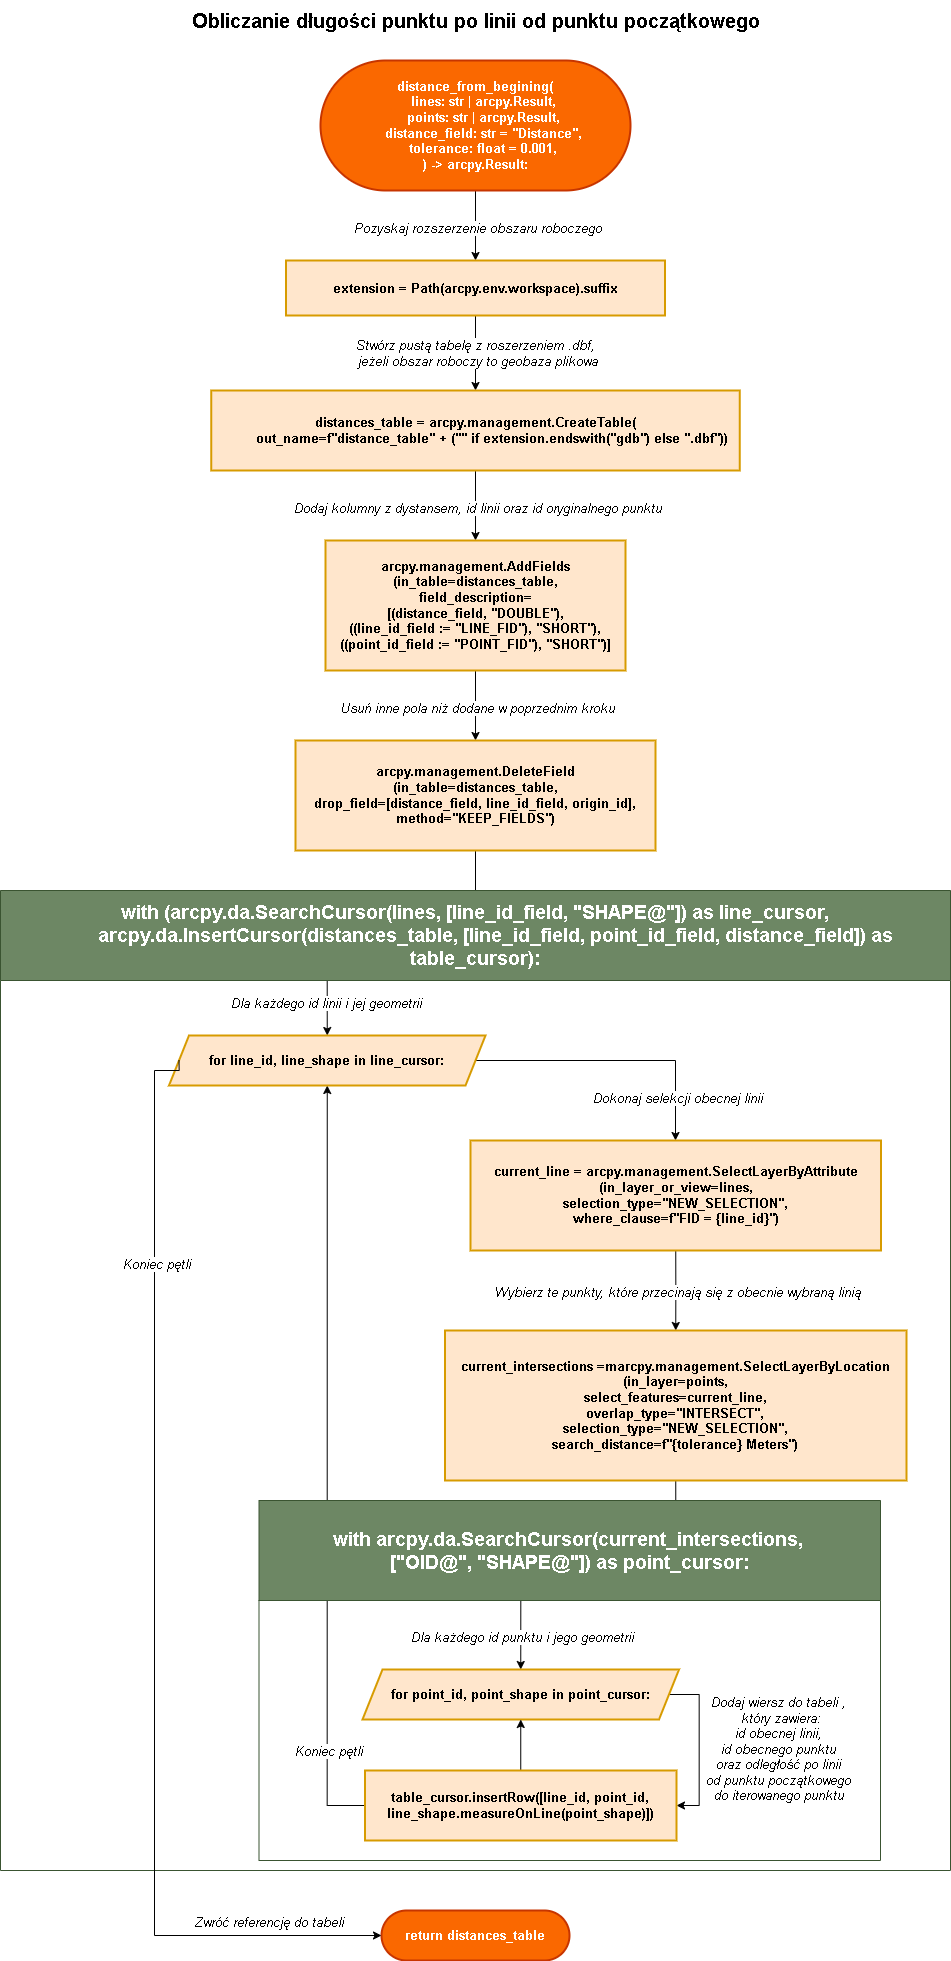 Obliczanie długości punktu po linii od punktu początkowego
distance_from_begining(
lines: str | arcpy.Result,
points: str | arcpy.Result,
distance_field: str = "Distance",
tolerance: float = 0.001,
) -> arcpy.Result:
Pozyskaj rozszerzenie obszaru roboczego
extension = Path(arcpy.env.workspace).suffix
Stwórz pustą tabelę z roszerzeniem .dbf,
jeżeli obszar roboczy to geobaza plikowa
distances_table = arcpy.management.CreateTable(
out_name=f"distance_table" + ("" if extension.endswith("gdb") else ".dbf"))
Dodaj kolumny z dystansem, id linii oraz id oryginalnego punktu
arcpy.management.AddFields
(in_table=distances_table,
field_description=
[(distance_field, "DOUBLE"),
((line_id_field := "LINE_FID"), "SHORT"),
((point_id_field := "POINT_FID"), "SHORT")]
Usuń inne pola niż dodane w poprzednim kroku
arcpy.management.DeleteField
(in_table=distances_table,
drop_field=[distance_field, line_id_field, origin_id],
method="KEEP_FIELDS")
with (arcpy.da.SearchCursor(lines, [line_id_field, "SHAPE@"]) as line_cursor,
arcpy.da.InsertCursor(distances_table, [line_id_field, point_id_field, distance_field]) as
table_cursor):
Dla każdego id linii i jej geometrii
for line_id, line_shape in line_cursor:
Dokonaj selekcji obecnej linii
current_line = arcpy.management.SelectLayerByAttribute
(in_layer_or_view=lines,
selection_type="NEW_SELECTION",
where_clause=f"FID = {line_id}")
Koniec pętli
Wybierz te punkty, które przecinają się z obecnie wybraną linią
current_intersections =marcpy.management.SelectLayerByLocation
(in_layer=points,
select_features=current_line,
overlap_type="INTERSECT",
selection_type="NEW_SELECTION",
search_distance=f"{tolerance} Meters")
with arcpy.da.SearchCursor(current_intersections,
["OID@", "SHAPE@"]) as point_cursor:
Dla każdego id punktu i jego geometrii
for point_id, point_shape in point_cursor:
Dodaj wiersz do tabeli ,
który zawiera:
id obecnej linii,
id obecnego punktu
oraz odległość po linii
od punktu początkowego
do iterowanego punktu
Koniec pętli
table_cursor.insertRow([line_id, point_id,
line_shape.measureOnLine(point_shape)])
Zwróć referencję do tabeli
return distances_table